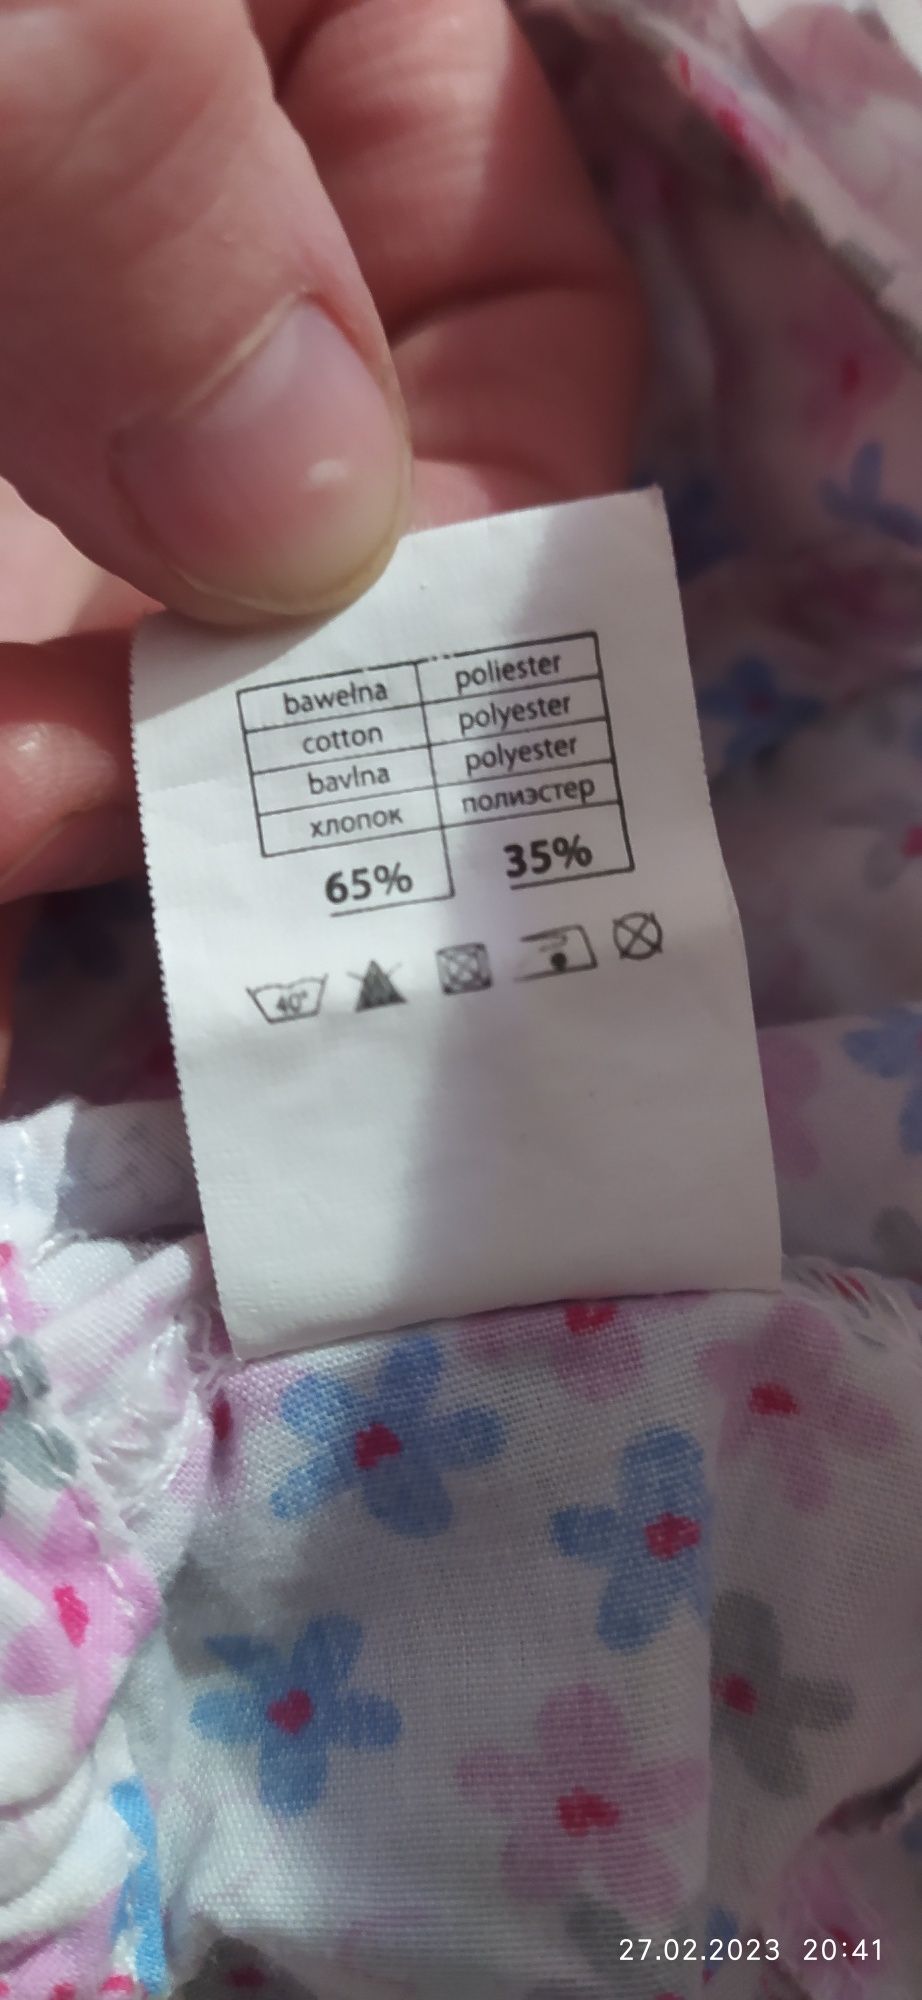 bawełna poliester
cotton polyester
bavlna polyester
хлопок полиэстер
65% 35%
40°
27.02.2023 20:41